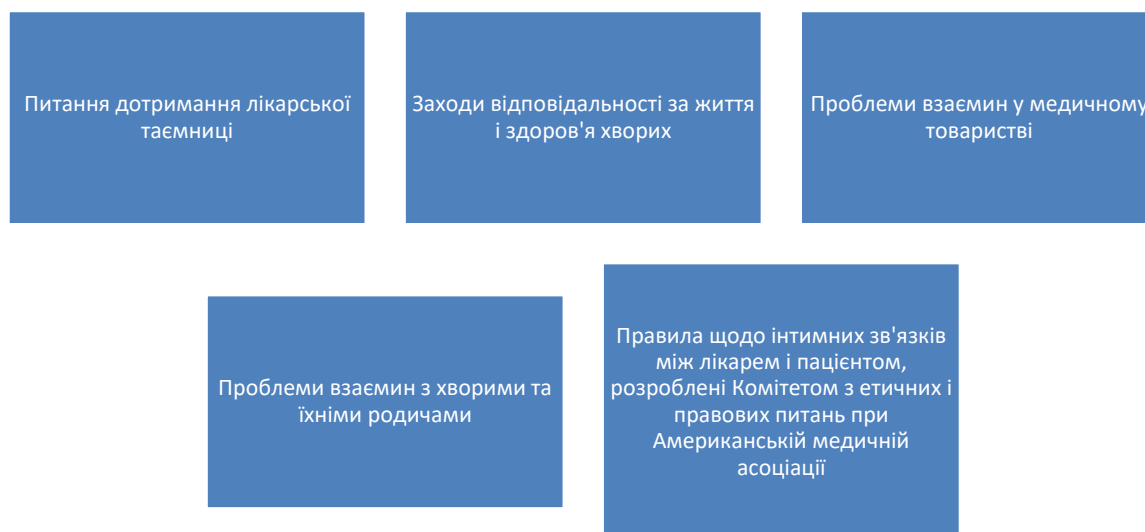 Питання дотримання лікарської
таємниці
Заходи відповідальності за життя
і здоров'я хворих
Проблеми взаємин у медичному
товаристві
Проблеми взаємин з хворими та
їхніми родичами
Правила щодо інтимних зв'язків
між лікарем і пацієнтом,
розроблені Комітетом з етичних і
правових питань при
Американській медичній
асоціації